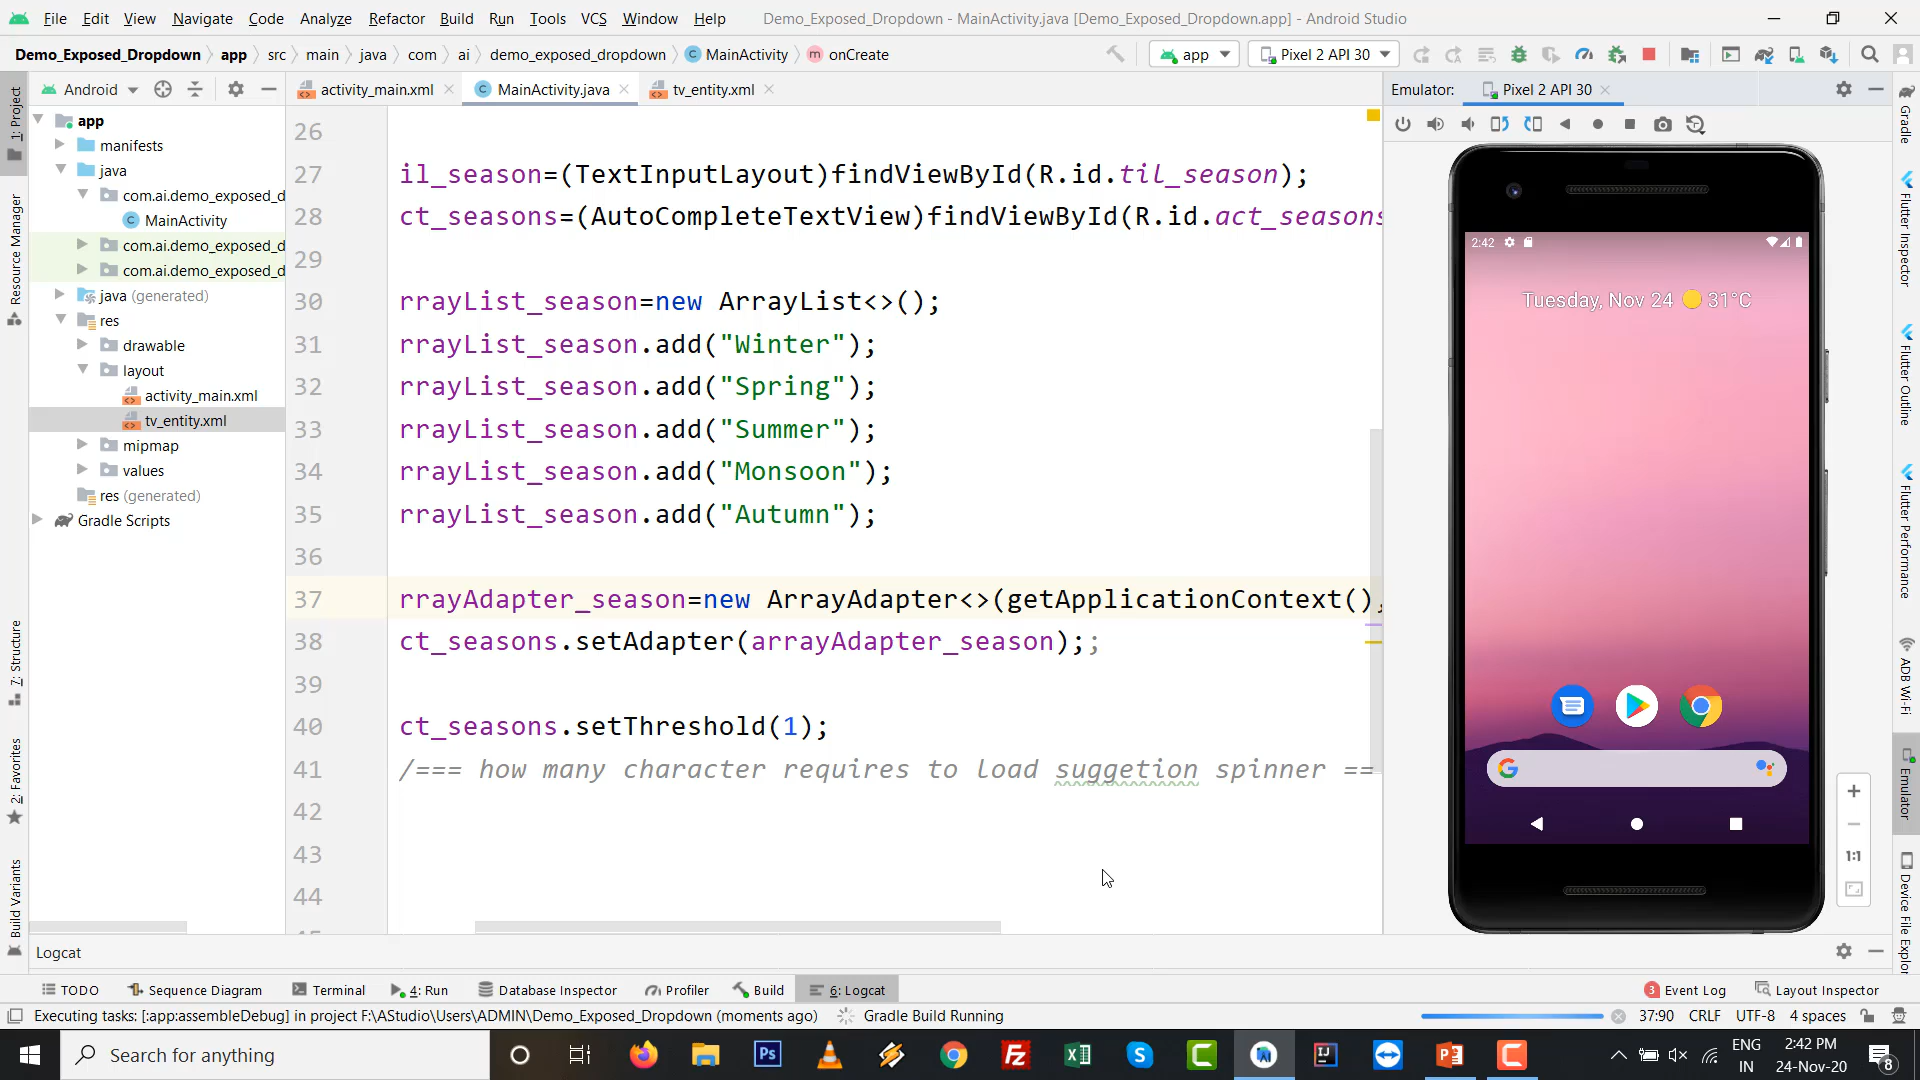 File Edit View Navigate Code Analyze Refactor Build Run Tools VCS Window Help Demo_Exposed_Dropdown - MainActivity.java [Demo_Exposed_Dropdown.app] - Android Studio
Demo_Exposed_Dropdown app src main java com ai demo_exposed_dropdown MainActivity onCreate app Pixel 2 API 30
Android
activity_main.xml MainActivity.java tv_entity.xml
Emulator: Pixel 2 API 30
1: Project
Resource Manager
7: Structure
2: Favorites
Build Variants
app
manifests
java
com.ai.demo_exposed_d
MainActivity
com.ai.demo_exposed_d
com.ai.demo_exposed_d
java (generated)
res
drawable
layout
activity_main.xml
tv_entity.xml
mipmap
values
res (generated)
Gradle Scripts
26
27 il_season=(TextInputLayout)findViewById(R.id.til_season);
28 ct_seasons=(AutoCompleteTextView)findViewById(R.id.act_seasons
29
30 rrayList_season=new ArrayList<>();
31 rrayList_season.add("Winter");
32 rrayList_season.add("Spring");
33 rrayList_season.add("Summer");
34 rrayList_season.add("Monsoon");
35 rrayList_season.add("Autumn");
36
37 rrayAdapter_season=new ArrayAdapter<>(getApplicationContext(),
38 ct_seasons.setAdapter(arrayAdapter_season);;
39
40 ct_seasons.setThreshold(1);
41 /=== how many character requires to load suggetion spinner ==
42
43
44
2:42
Tuesday, Nov 24 31°C
1:1
Gradle
Flutter Inspector
Flutter Outline
Flutter Performance
ADB Wi-Fi
Emulator
Device File Explor
Logcat
TODO Sequence Diagram Terminal 4: Run Database Inspector Profiler Build 6: Logcat 3 Event Log Layout Inspector
Executing tasks: [:app:assembleDebug] in project F:\AStudio\Users\ADMIN\Demo_Exposed_Dropdown (moments ago) Gradle Build Running 37:90 CRLF UTF-8 4 spaces
Search for anything
ENG
IN
2:42 PM
24-Nov-20
8